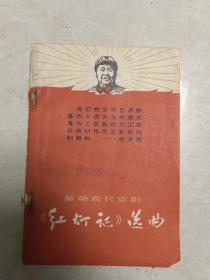 我们的文学艺术都
是为人民大众的，首先
是为工农兵的，为工农
兵而创作，为工农兵所
利用的。——毛泽东
革命现代京剧
《红灯记》选曲